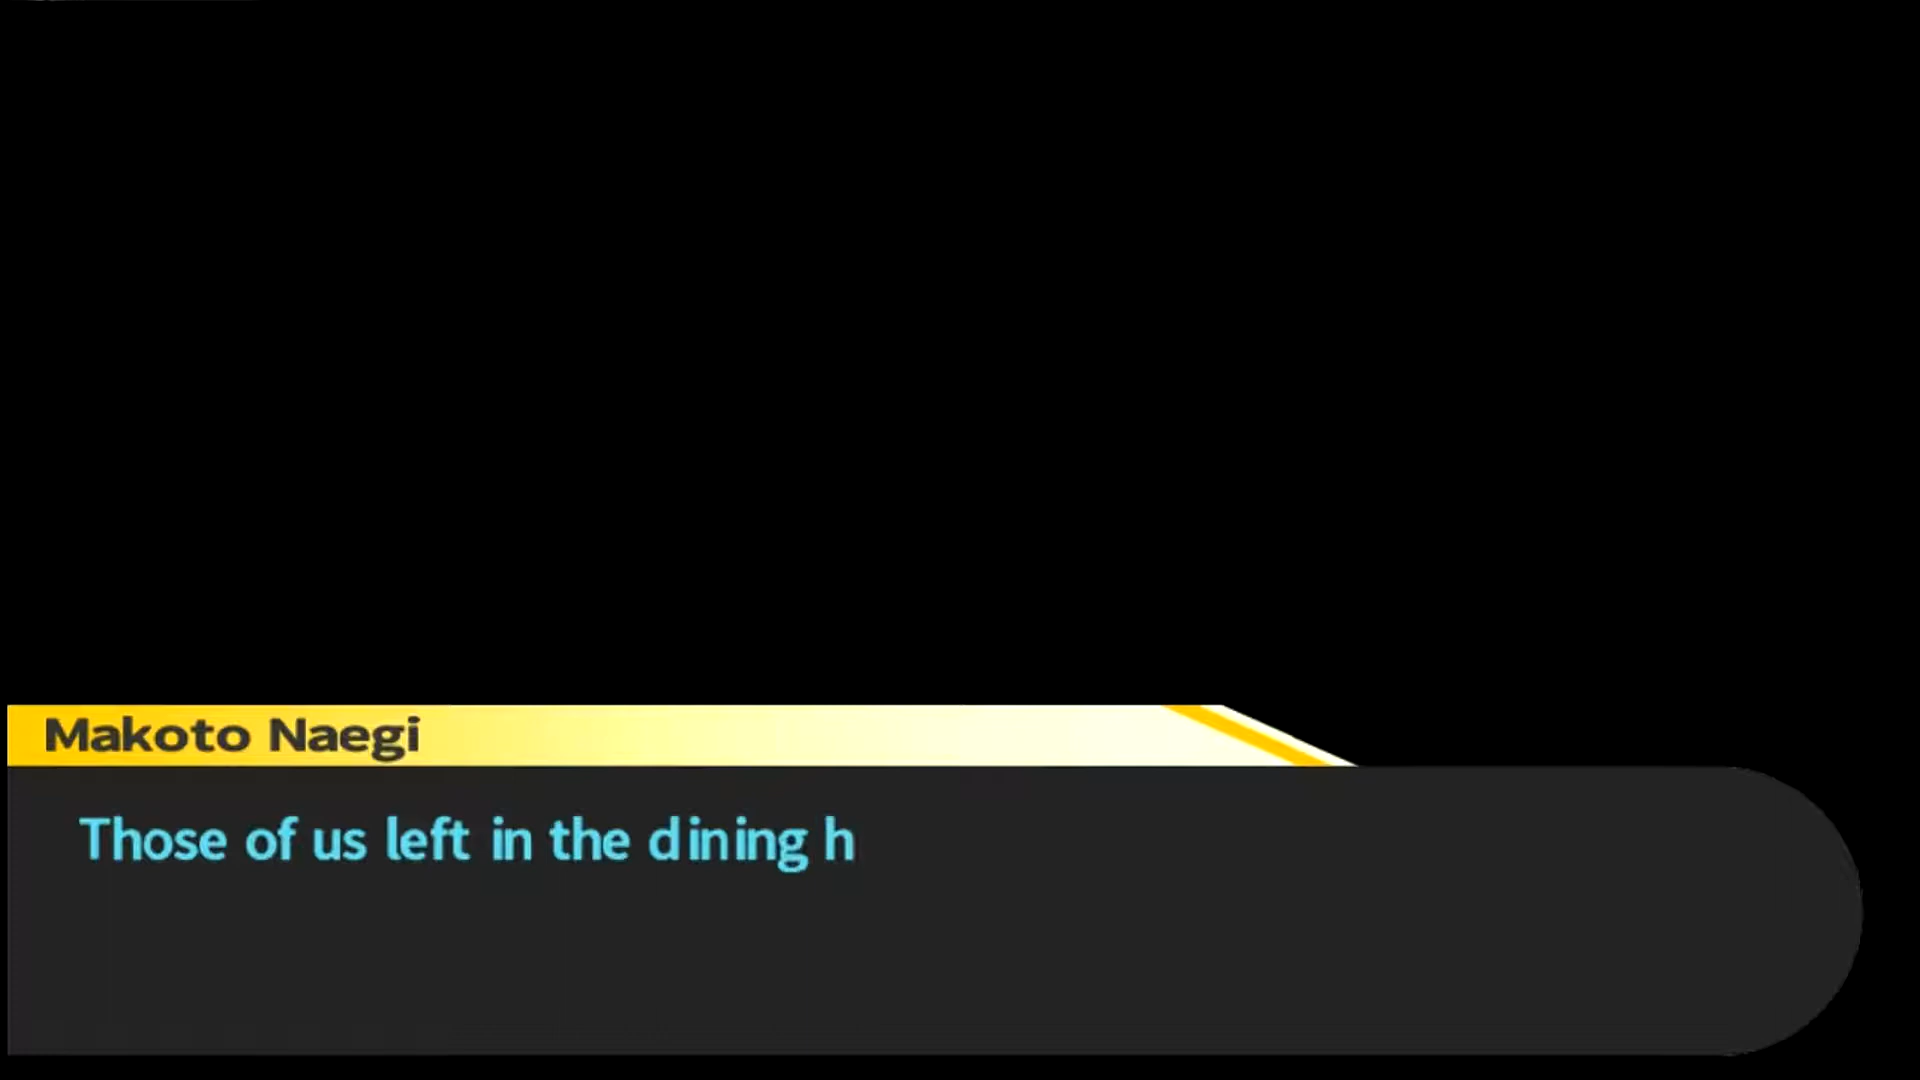 Makoto Naegi
Those of us left in the dining h